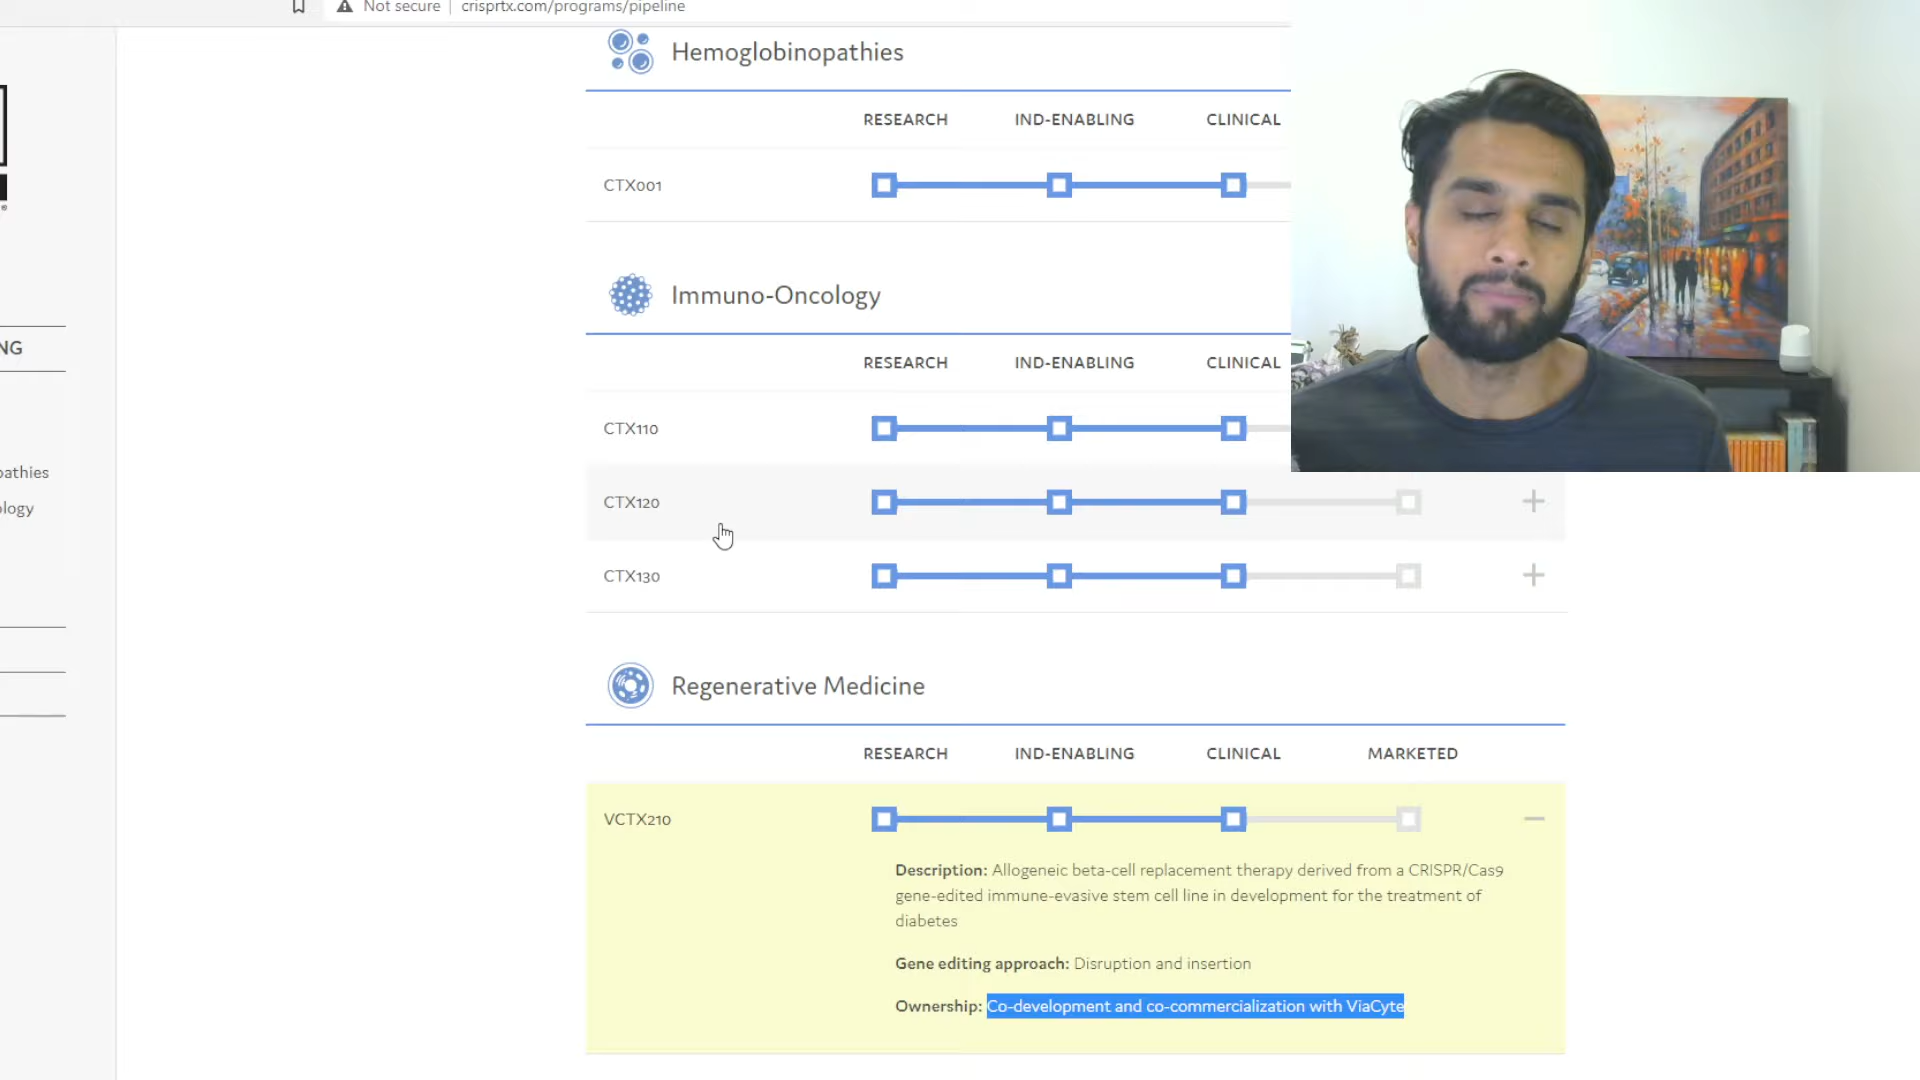 Not secure | crisprtx.com/programs/pipeline
Hemoglobinopathies
RESEARCH IND-ENABLING CLINICAL
CTX001
NG
Immuno-Oncology
RESEARCH IND-ENABLING CLINICAL
CTX110
pathies
CTX120
ology
CTX130
Regenerative Medicine
RESEARCH IND-ENABLING CLINICAL MARKETED
VCTX210
Description: Allogeneic beta-cell replacement therapy derived from a CRISPR/Cas9
gene-edited immune-evasive stem cell line in development for the treatment of
diabetes
Gene editing approach: Disruption and insertion
Ownership: Co-development and co-commercialization with ViaCyte